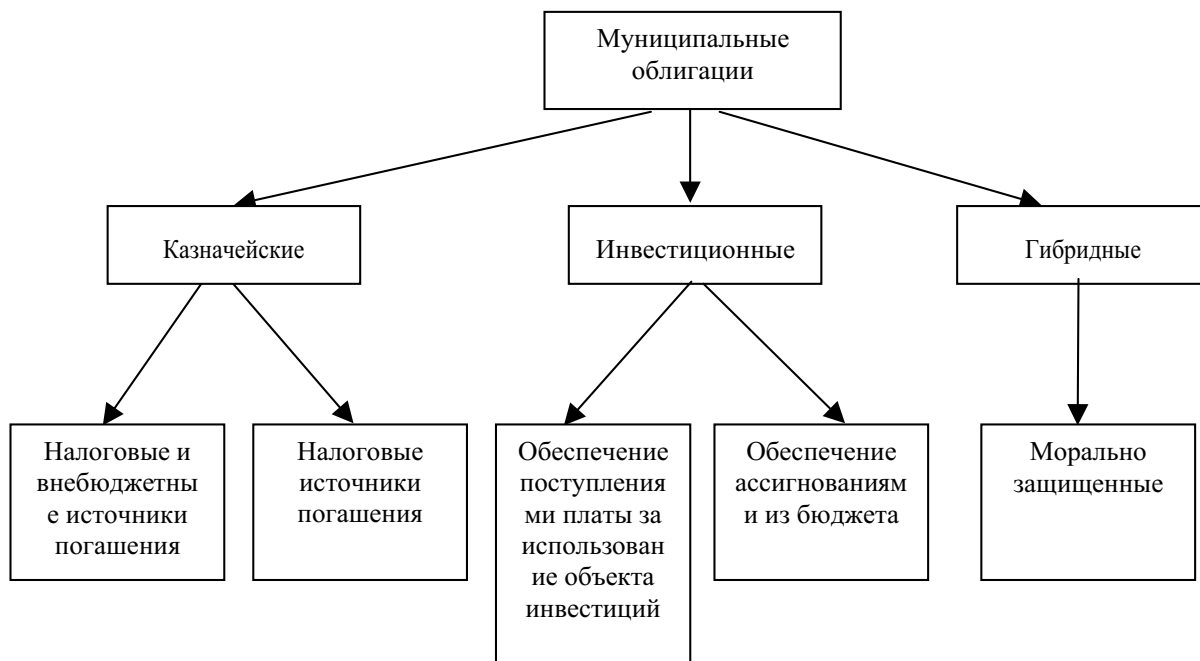 Муниципальные
облигации
Казначейские
Инвестиционные
Гибридные
Налоговые и
внебюджетны
е источники
погашения
Налоговые
источники
погашения
Обеспечение
поступления
ми платы за
использован
ие объекта
инвестиций
Обеспечение
ассигнованиям
и из бюджета
Морально
защищенные